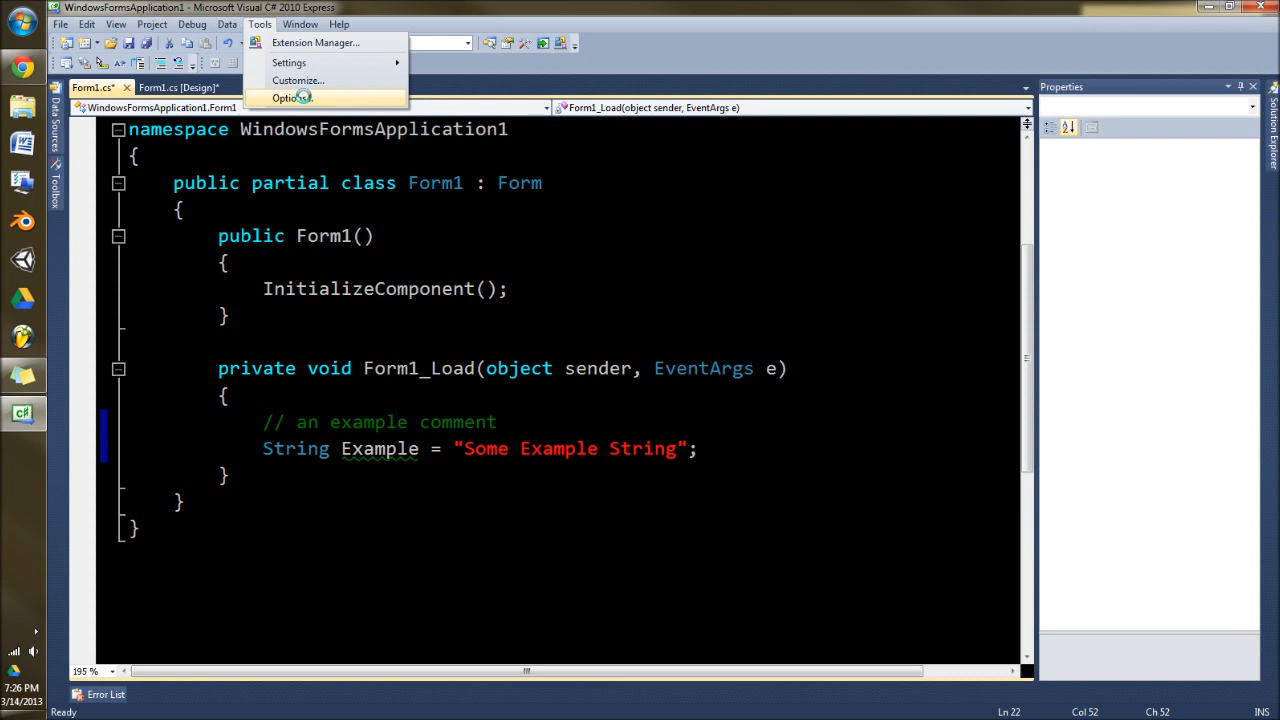 WindowsFormsApplication1 - Microsoft Visual C# 2010 Express
File Edit View Project Debug Data Tools Window Help
Extension Manager...
Settings
Customize...
Form1.cs* Form1.cs [Design]*
Properties
WindowsFormsApplication1.Form1 Form1_Load(object sender, EventArgs e)
Data Sources
Toolbox
Solution Explorer
namespace WindowsFormsApplication1
{
public partial class Form1 : Form
{
public Form1()
{
InitializeComponent();
}
private void Form1_Load(object sender, EventArgs e)
{
// an example comment
String Example = "Some Example String";
}
}
}
195 %
Error List
Ready Ln 22 Col 52 Ch 52 INS
7:26 PM
3/14/2013